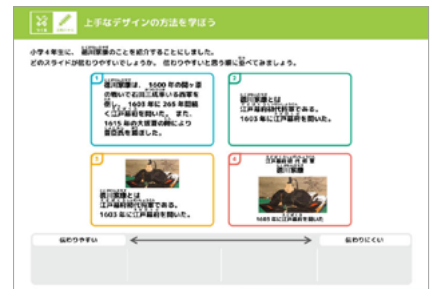 上手なデザインの方法を学ぼう
小学4年生に、徳川家康のことを紹介することにしました。
どのスライドが伝わりやすいでしょうか。 伝わりやすいと思う順に並べてみましょう。
1
徳川家康は、1600年の関ヶ原
の戦いで石田三成率いる西軍を
倒し、1603年に265年間続
く江戸幕府を開いた。また、
1615年の大坂夏の陣により
豊臣氏を滅ぼした。
2
徳川家康とは
江戸幕府初代将軍である。
1603年に江戸幕府を開いた。
3
徳川家康とは
江戸幕府初代将軍である。
1603年に江戸幕府を開いた。
4
江戸幕府初代将軍
徳川家康
1603年に江戸幕府を開いた
伝わりやすい
伝わりにくい